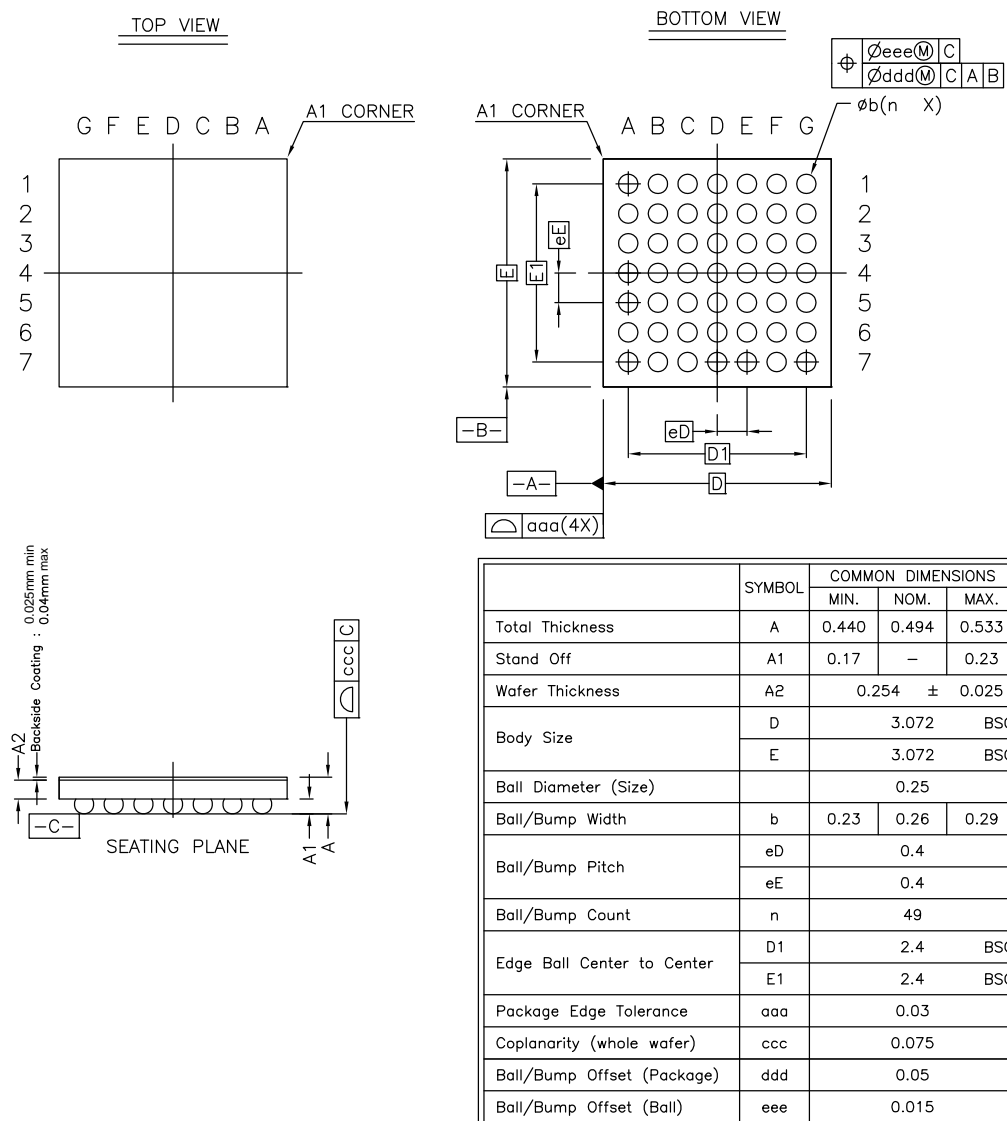 TOP VIEW
BOTTOM VIEW
⌖ Øeee Ⓜ C
Øddd Ⓜ C A B
øb(n X)
G F E D C B A
A1 CORNER
A1 CORNER
A B C D E F G
1
2
3
4
5
6
7
1
2
3
4
5
6
7
eE
E
E1
-B-
eD
D1
-A-
D
aaa(4X)
Backside Coating : 0.025mm min
0.04mm max
A2
ccc C
-C-
SEATING PLANE
A1
A
SYMBOL COMMON DIMENSIONS
MIN. NOM. MAX.
Total Thickness A 0.440 0.494 0.533
Stand Off A1 0.17 - 0.23
Wafer Thickness A2 0.254 ± 0.025
Body Size D 3.072
E 3.072
Ball Diameter (Size) 0.25
Ball/Bump Width b 0.23 0.26 0.29
Ball/Bump Pitch eD 0.4
eE 0.4
Ball/Bump Count n 49
Edge Ball Center to Center D1 2.4
E1 2.4
Package Edge Tolerance aaa 0.03
Coplanarity (whole wafer) ccc 0.075
Ball/Bump Offset (Package) ddd 0.05
Ball/Bump Offset (Ball) eee 0.015